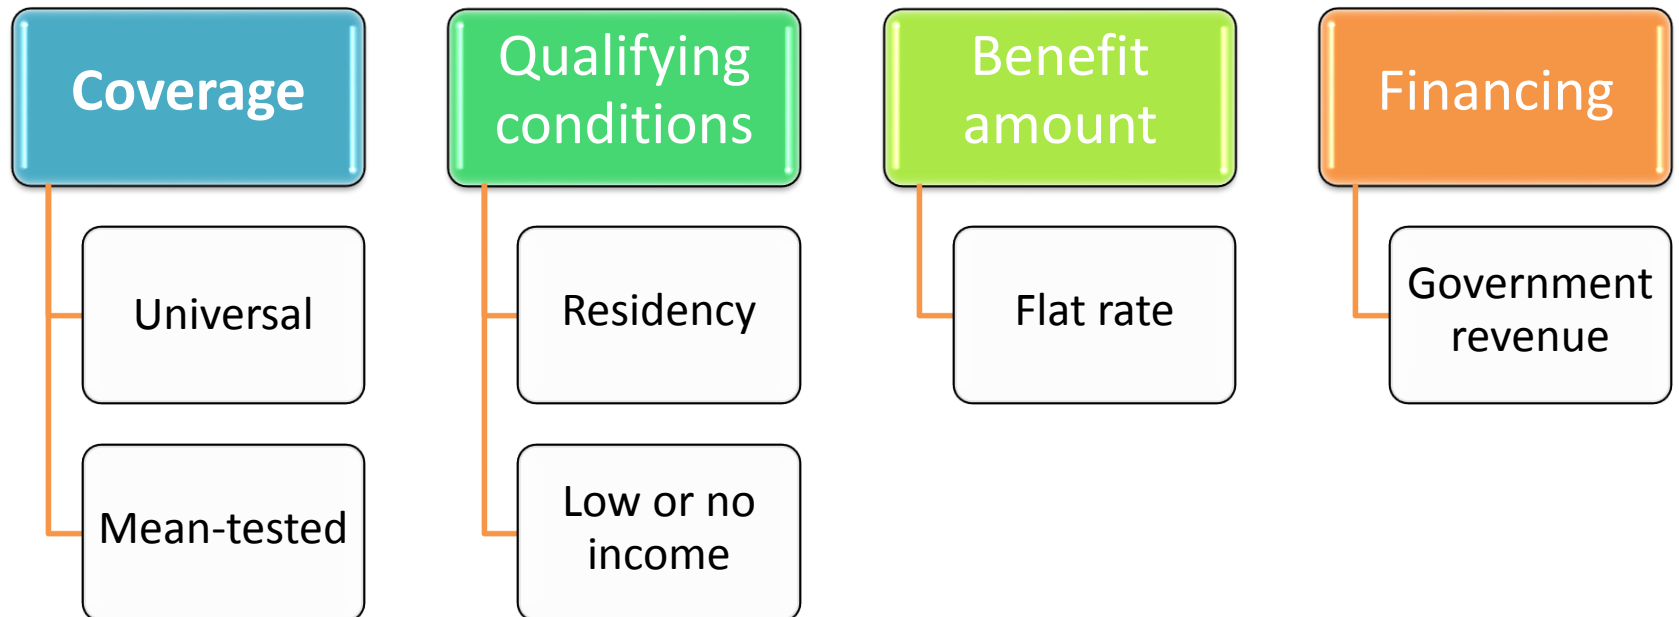 Coverage
Universal
Mean-tested
Qualifying
conditions
Residency
Low or no
income
Benefit
amount
Flat rate
Financing
Government
revenue